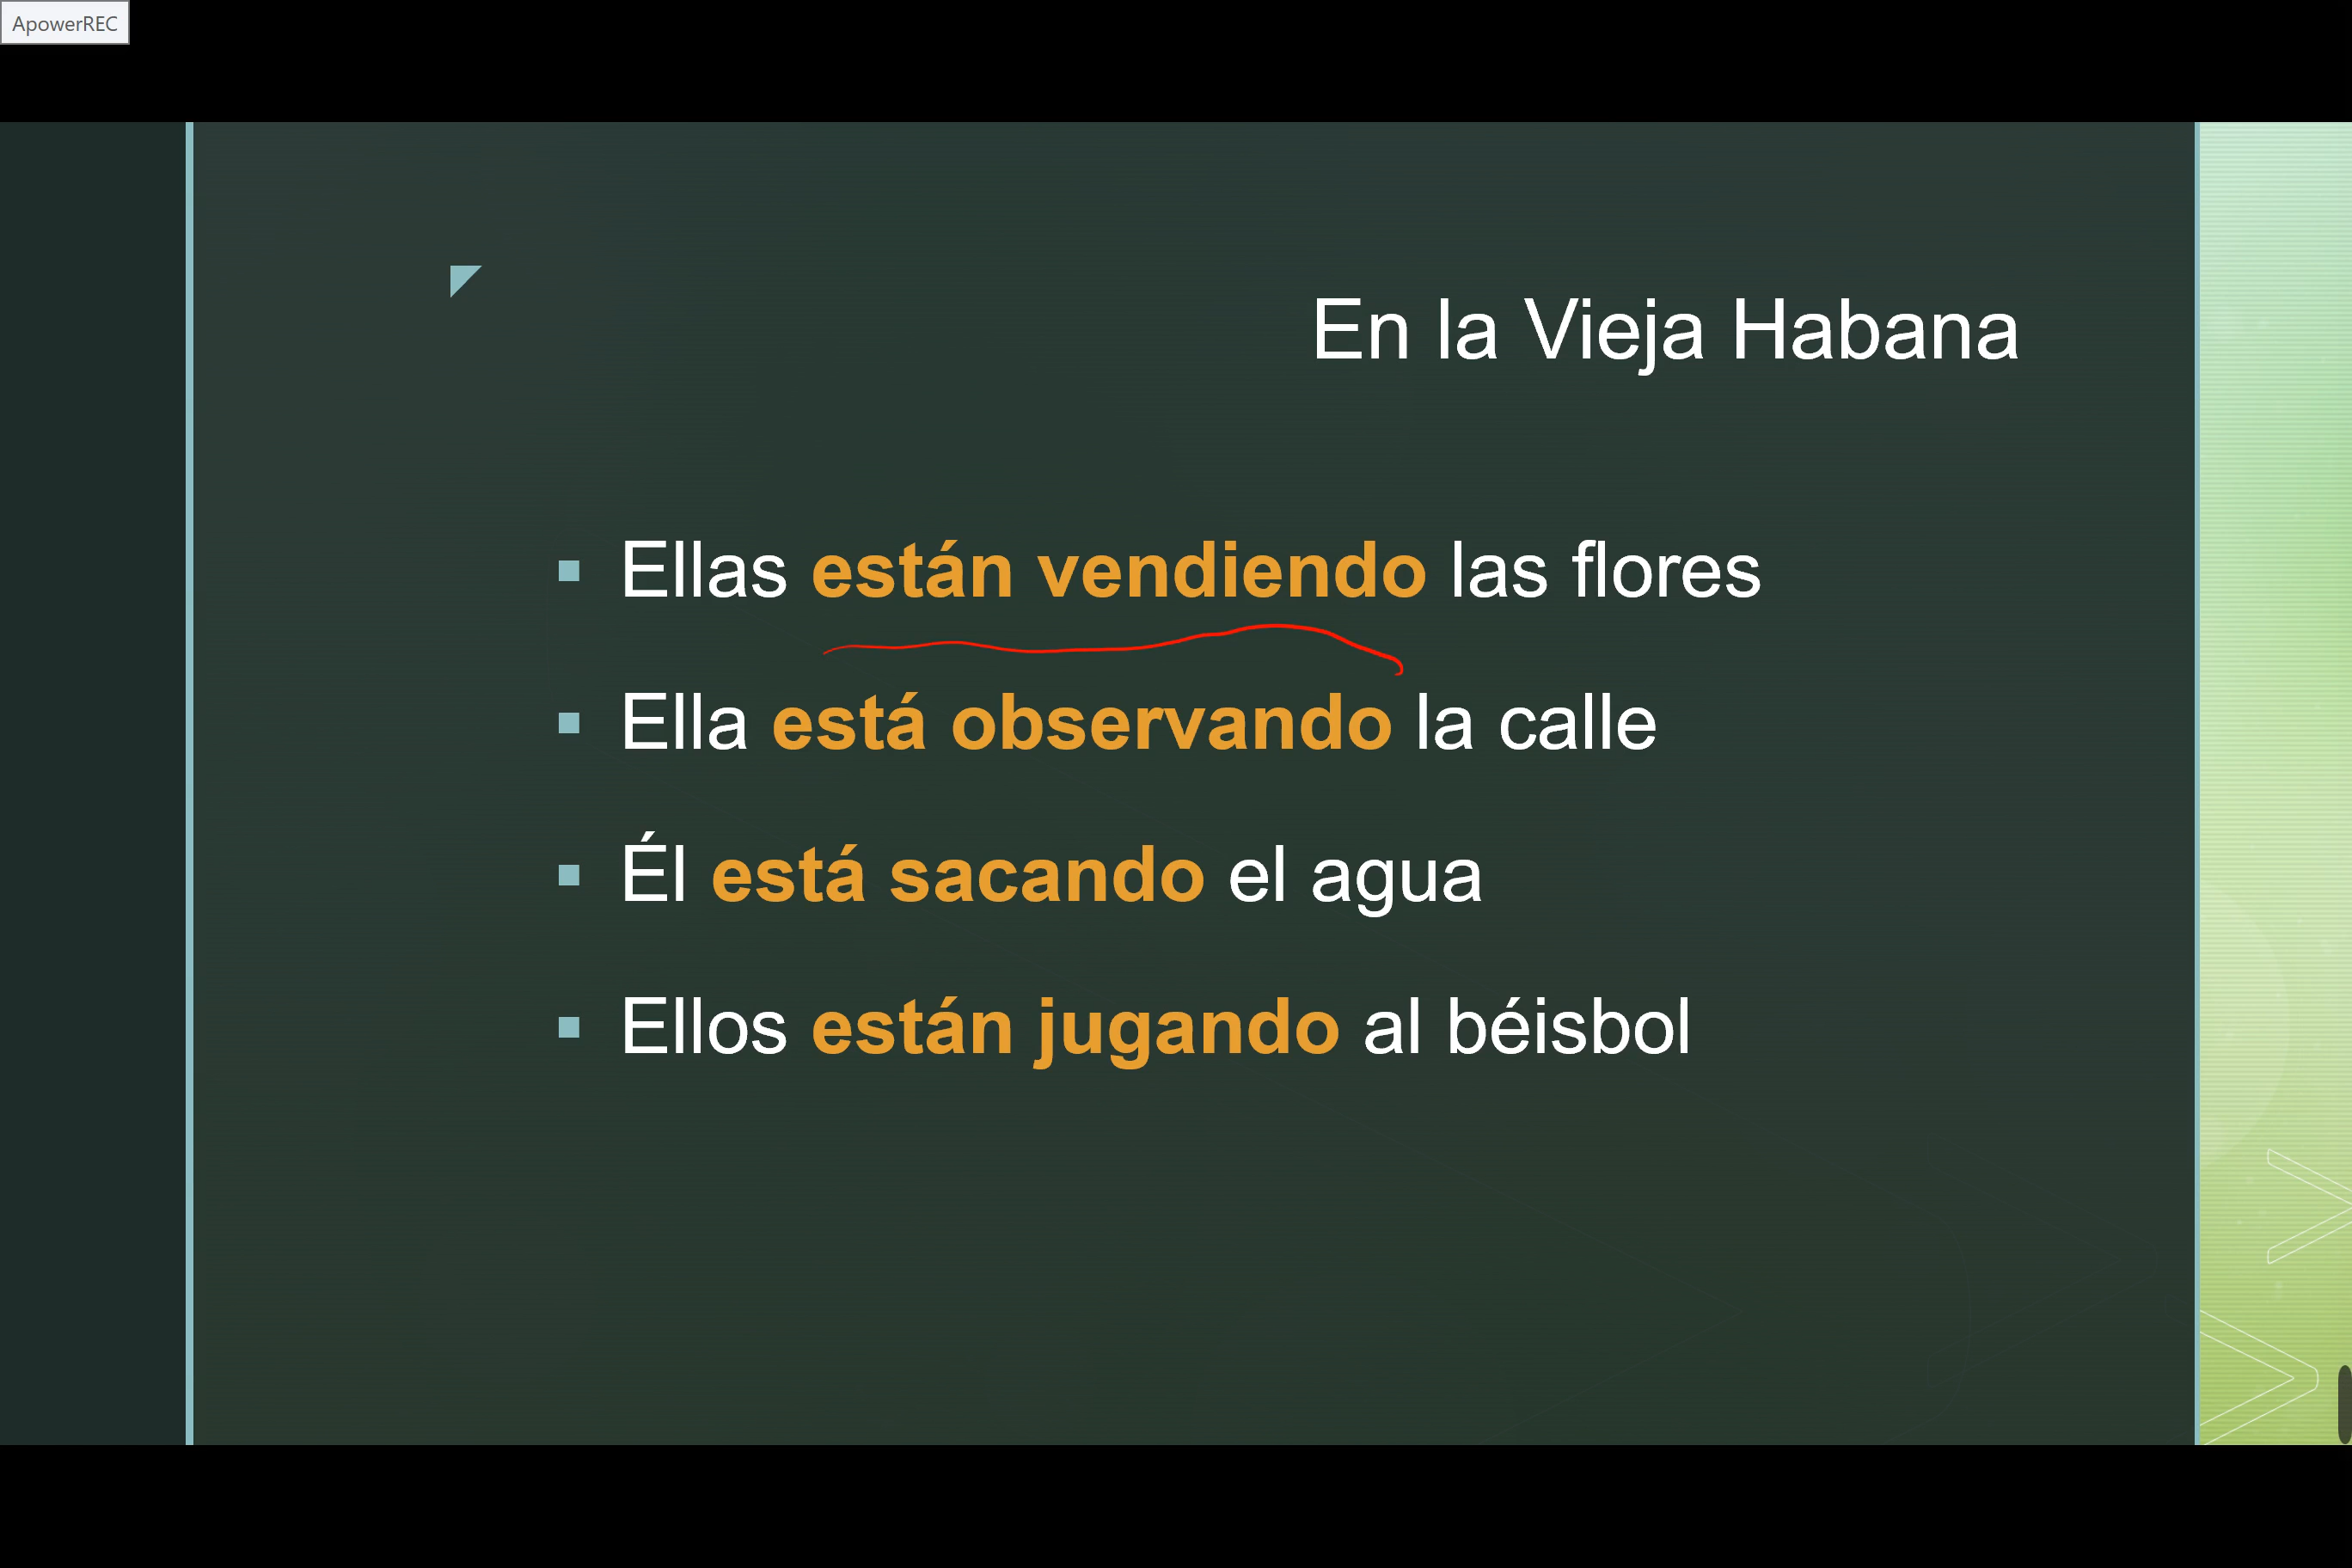 ApowerREC
En la Vieja Habana
Ellas están vendiendo las flores
Ella está observando la calle
Él está sacando el agua
Ellos están jugando al béisbol